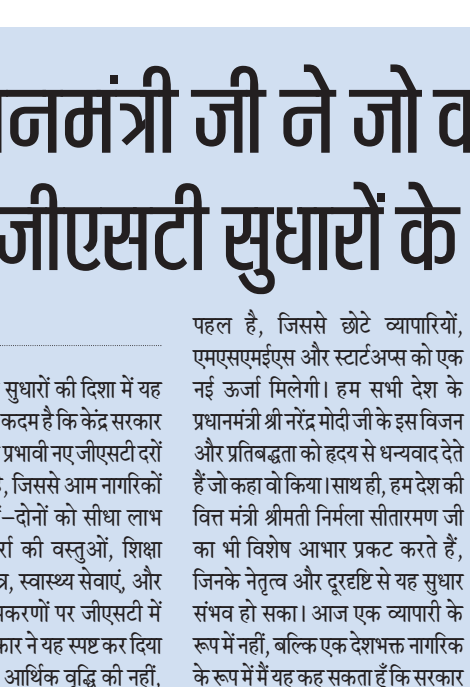 जी ने जो
जीएसटी सुधारों के
सुधारों की दिशा में यह
कदम है कि केंद्र सरकार
प्रभावी नए जीएसटी दरों
, जिससे आम नागरिकों
–दोनों को सीधा लाभ
की वस्तुओं, शिक्षा
, स्वास्थ्य सेवाएं, और
पर जीएसटी में
ने यह स्पष्ट कर दिया
आर्थिक वृद्धि की नहीं,
पहल है, जिससे छोटे व्यापारियों,
एमएसएमईएस और स्टार्टअप्स को एक
नई ऊर्जा मिलेगी। हम सभी देश के
प्रधानमंत्री श्री नरेंद्र मोदी जी के इस विजन
और प्रतिबद्धता को हृदय से धन्यवाद देते
हैं जो कहा वो किया।साथ ही, हम देश की
वित्त मंत्री श्रीमती निर्मला सीतारमण जी
का भी विशेष आभार प्रकट करते हैं,
जिनके नेतृत्व और दूरदृष्टि से यह सुधार
संभव हो सका। आज एक व्यापारी के
रूप में नहीं, बल्कि एक देशभक्त नागरिक
के रूप में मैं यह कह सकता हूँ कि सरकार